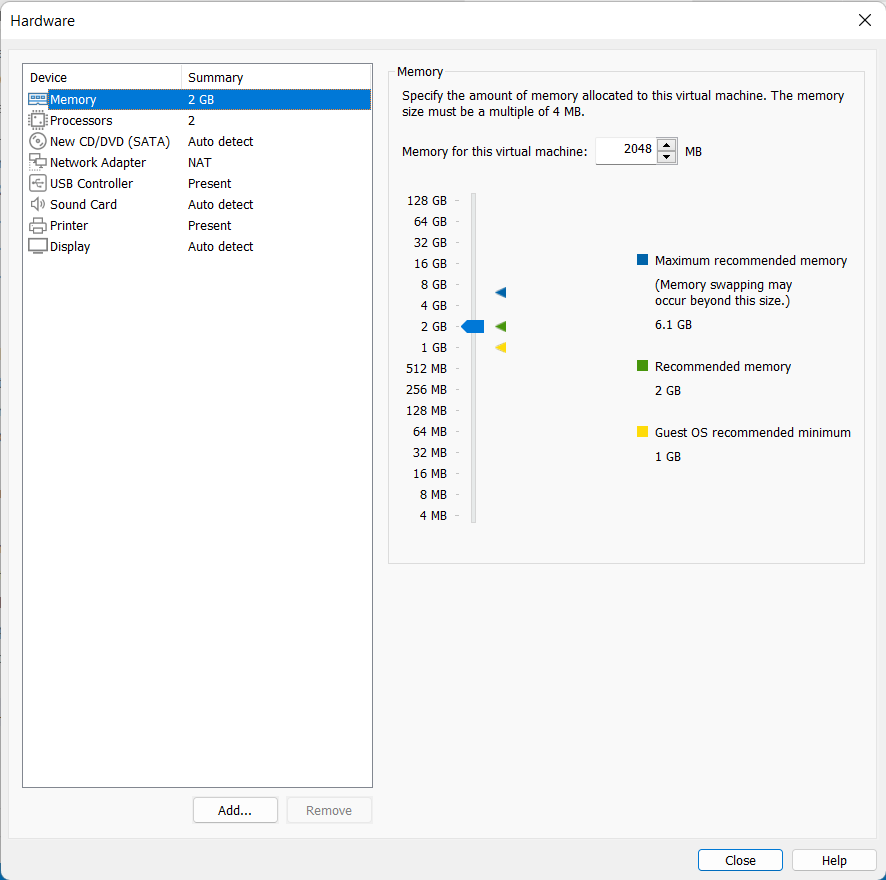 Hardware
Device Summary
Memory 2 GB
Processors 2
New CD/DVD (SATA) Auto detect
Network Adapter NAT
USB Controller Present
Sound Card Auto detect
Printer Present
Display Auto detect
Add...
Remove
Memory
Specify the amount of memory allocated to this virtual machine. The memory
size must be a multiple of 4 MB.
Memory for this virtual machine: 2048 MB
128 GB
64 GB
32 GB
16 GB
8 GB
4 GB
2 GB
1 GB
512 MB
256 MB
128 MB
64 MB
32 MB
16 MB
8 MB
4 MB
Maximum recommended memory
(Memory swapping may
occur beyond this size.)
6.1 GB
Recommended memory
2 GB
Guest OS recommended minimum
1 GB
Close
Help